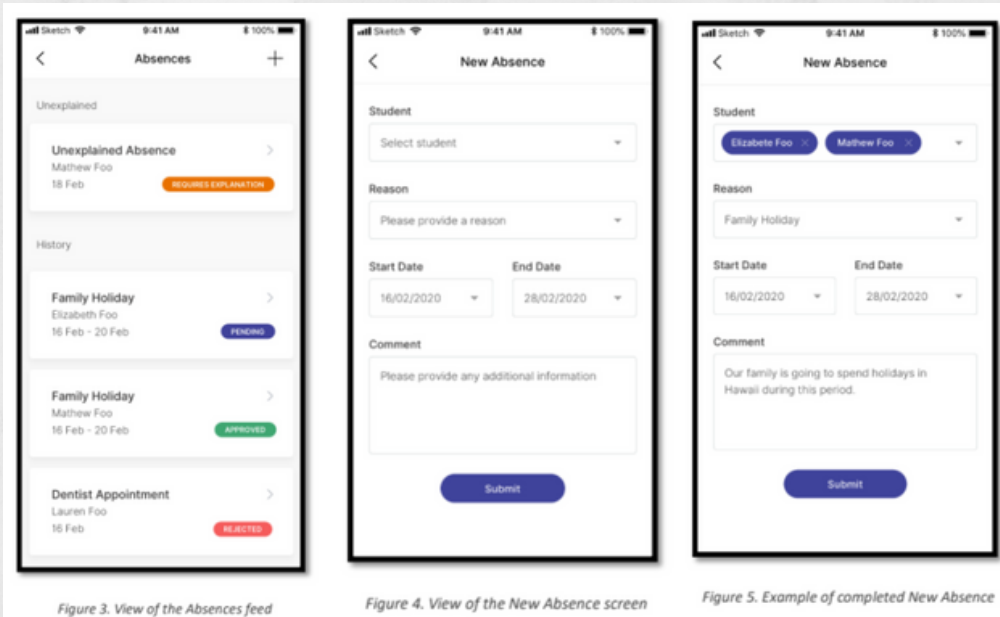 Sketch 9:41 AM 100%
Absences
Unexplained
Unexplained Absence
Mathew Foo
18 Feb REQUIRES EXPLANATION
History
Family Holiday
Elizabeth Foo
16 Feb - 20 Feb PENDING
Family Holiday
Mathew Foo
16 Feb - 20 Feb APPROVED
Dentist Appointment
Lauren Foo
16 Feb REJECTED
Figure 3. View of the Absences feed
Sketch 9:41 AM 100%
New Absence
Student
Select student
Reason
Please provide a reason
Start Date End Date
16/02/2020 28/02/2020
Comment
Please provide any additional information
Submit
Figure 4. View of the New Absence screen
Sketch 9:41 AM 100%
New Absence
Student
Elizabete Foo Mathew Foo
Reason
Family Holiday
Start Date End Date
16/02/2020 28/02/2020
Comment
Our family is going to spend holidays in
Hawaii during this period.
Submit
Figure 5. Example of completed New Absence